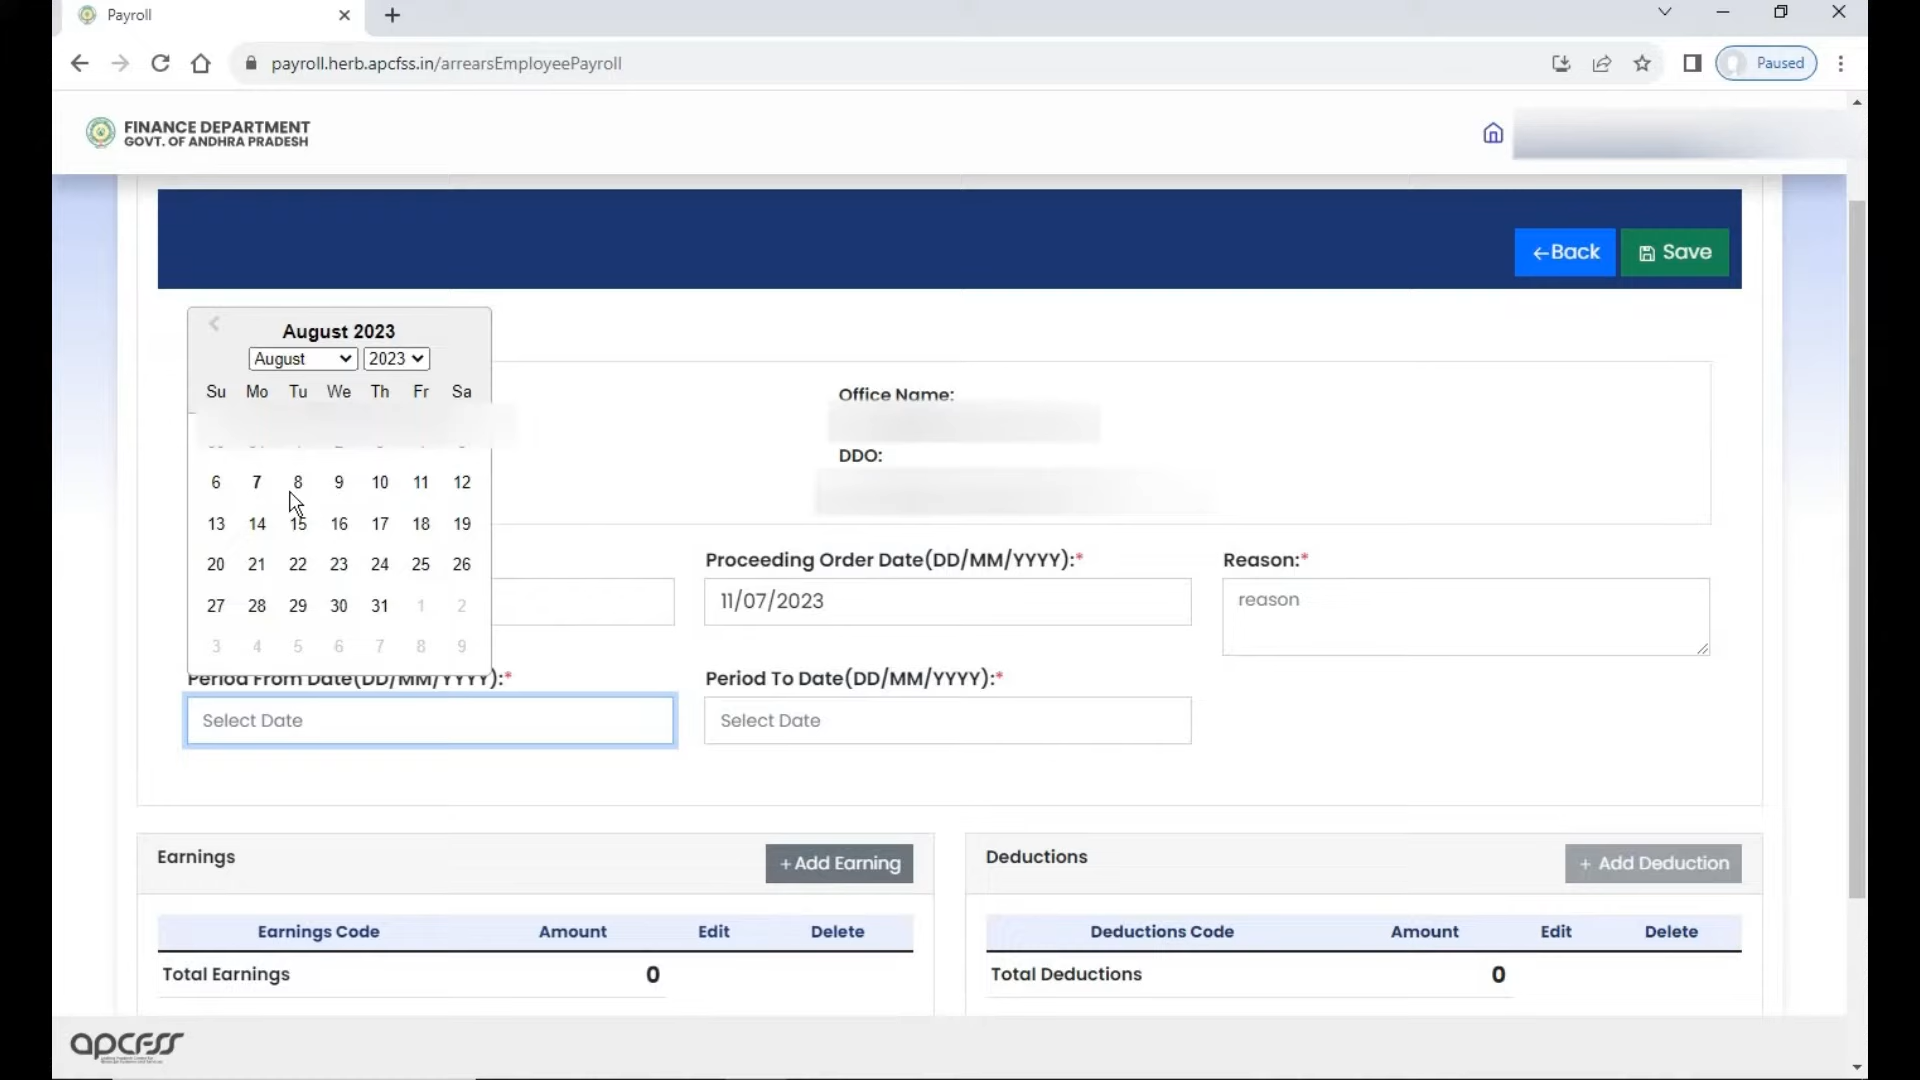 Payroll
payroll.herb.apcfss.in/arrearsEmployeePayroll
Paused
FINANCE DEPARTMENT
GOVT. OF ANDHRA PRADESH
←Back
Save
August 2023
August 2023
Su Mo Tu We Th Fr Sa
6 7 8 9 10 11 12
13 14 15 16 17 18 19
20 21 22 23 24 25 26
27 28 29 30 31 1 2
3 4 5 6 7 8 9
Office Name:
DDO:
Proceeding Order Date(DD/MM/YYYY):*
11/07/2023
Reason:*
reason
Period From Date(DD/MM/YYYY):*
Select Date
Period To Date(DD/MM/YYYY):*
Select Date
Earnings
+Add Earning
Earnings Code Amount Edit Delete
Total Earnings 0
Deductions
+ Add Deduction
Deductions Code Amount Edit Delete
Total Deductions 0
apcfss